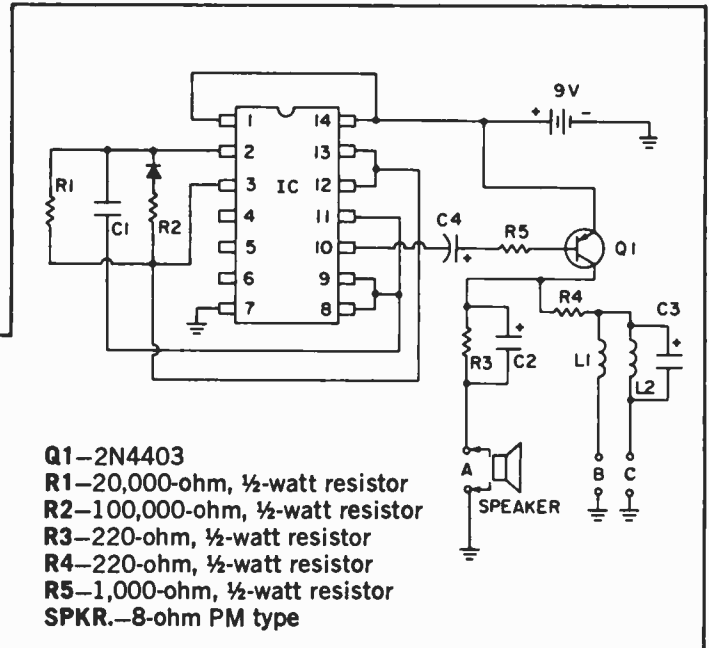 9V
+ -
1 14
2 13
3 IC 12
4 11
5 10
6 9
7 8
R1
C1
R2
C4
+
R5
Q1
R4
C3
+
R3
+
C2
L1
L2
A
SPEAKER
B C
Q1—2N4403
R1—20,000-ohm, ½-watt resistor
R2—100,000-ohm, ½-watt resistor
R3—220-ohm, ½-watt resistor
R4—220-ohm, ½-watt resistor
R5—1,000-ohm, ½-watt resistor
SPKR.—8-ohm PM type